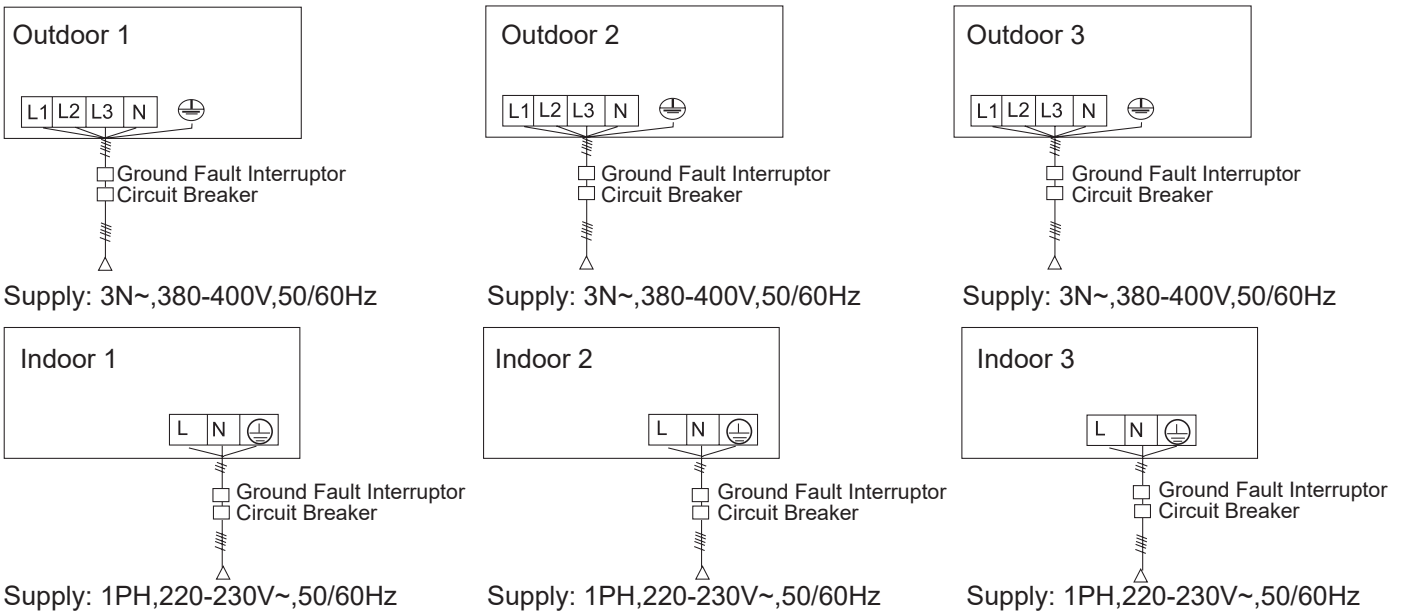 Outdoor 1
L1 L2 L3 N
Ground Fault Interruptor
Circuit Breaker
Supply: 3N~,380-400V,50/60Hz
Outdoor 2
L1 L2 L3 N
Ground Fault Interruptor
Circuit Breaker
Supply: 3N~,380-400V,50/60Hz
Outdoor 3
L1 L2 L3 N
Ground Fault Interruptor
Circuit Breaker
Supply: 3N~,380-400V,50/60Hz
Indoor 1
L N
Ground Fault Interruptor
Circuit Breaker
Supply: 1PH,220-230V~,50/60Hz
Indoor 2
L N
Ground Fault Interruptor
Circuit Breaker
Supply: 1PH,220-230V~,50/60Hz
Indoor 3
L N
Ground Fault Interruptor
Circuit Breaker
Supply: 1PH,220-230V~,50/60Hz